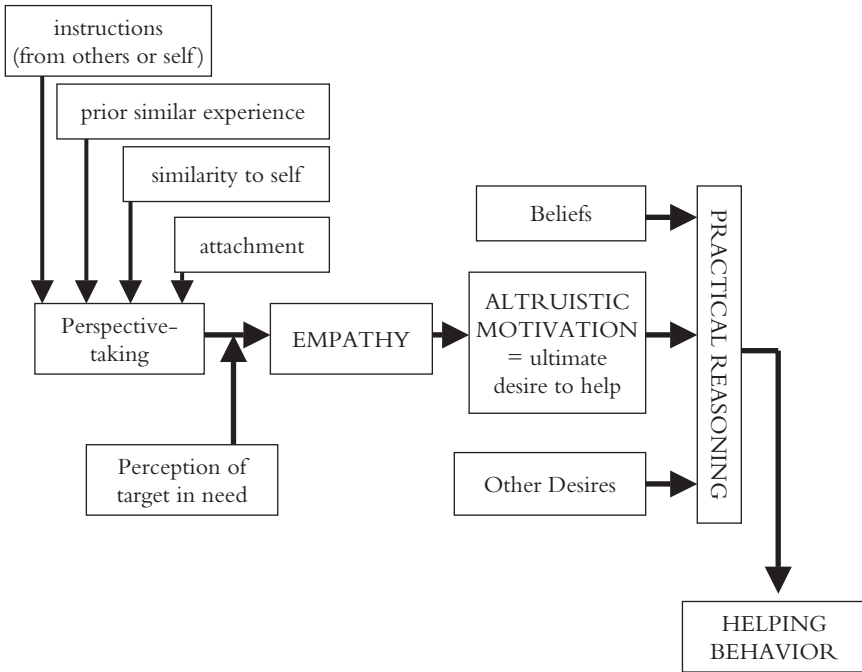 instructions
(from others or self)
prior similar experience
similarity to self
attachment
Perspective-
taking
Perception of
target in need
EMPATHY
Beliefs
ALTRUISTIC
MOTIVATION
= ultimate
desire to help
Other Desires
PRACTICAL REASONING
HELPING
BEHAVIOR